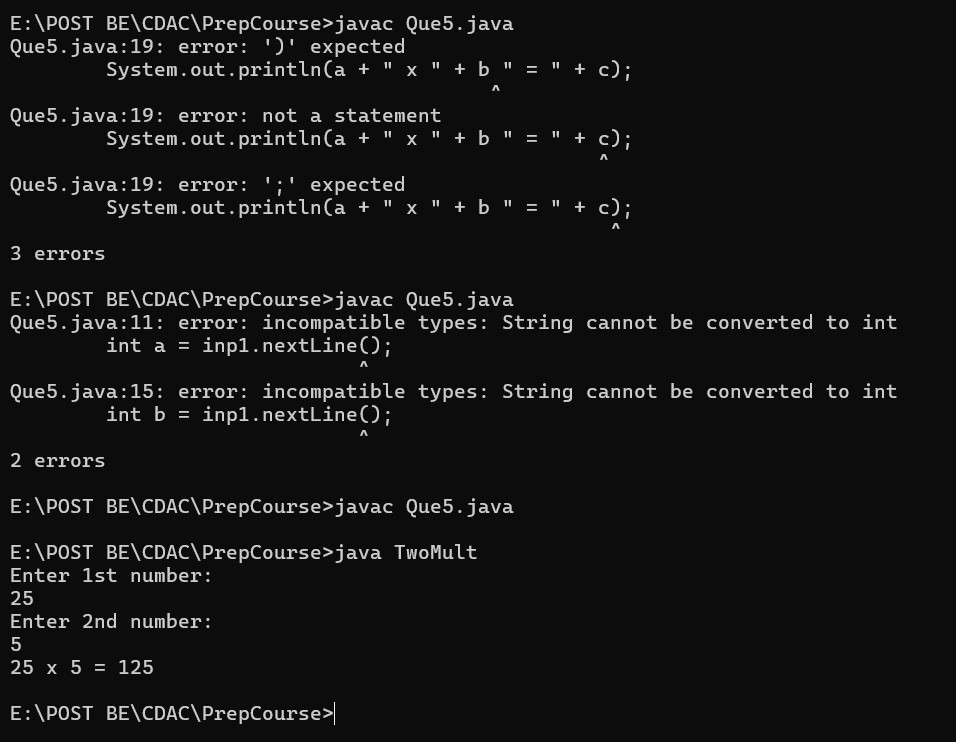 E:\POST BE\CDAC\PrepCourse>javac Que5.java
Que5.java:19: error: ')' expected
        System.out.println(a + " x " + b " = " + c);
                                        ^
Que5.java:19: error: not a statement
        System.out.println(a + " x " + b " = " + c);
                                                 ^
Que5.java:19: error: ';' expected
        System.out.println(a + " x " + b " = " + c);
                                                  ^
3 errors

E:\POST BE\CDAC\PrepCourse>javac Que5.java
Que5.java:11: error: incompatible types: String cannot be converted to int
        int a = inp1.nextLine();
                             ^
Que5.java:15: error: incompatible types: String cannot be converted to int
        int b = inp1.nextLine();
                             ^
2 errors

E:\POST BE\CDAC\PrepCourse>javac Que5.java

E:\POST BE\CDAC\PrepCourse>java TwoMult
Enter 1st number:
25
Enter 2nd number:
5
25 x 5 = 125

E:\POST BE\CDAC\PrepCourse>